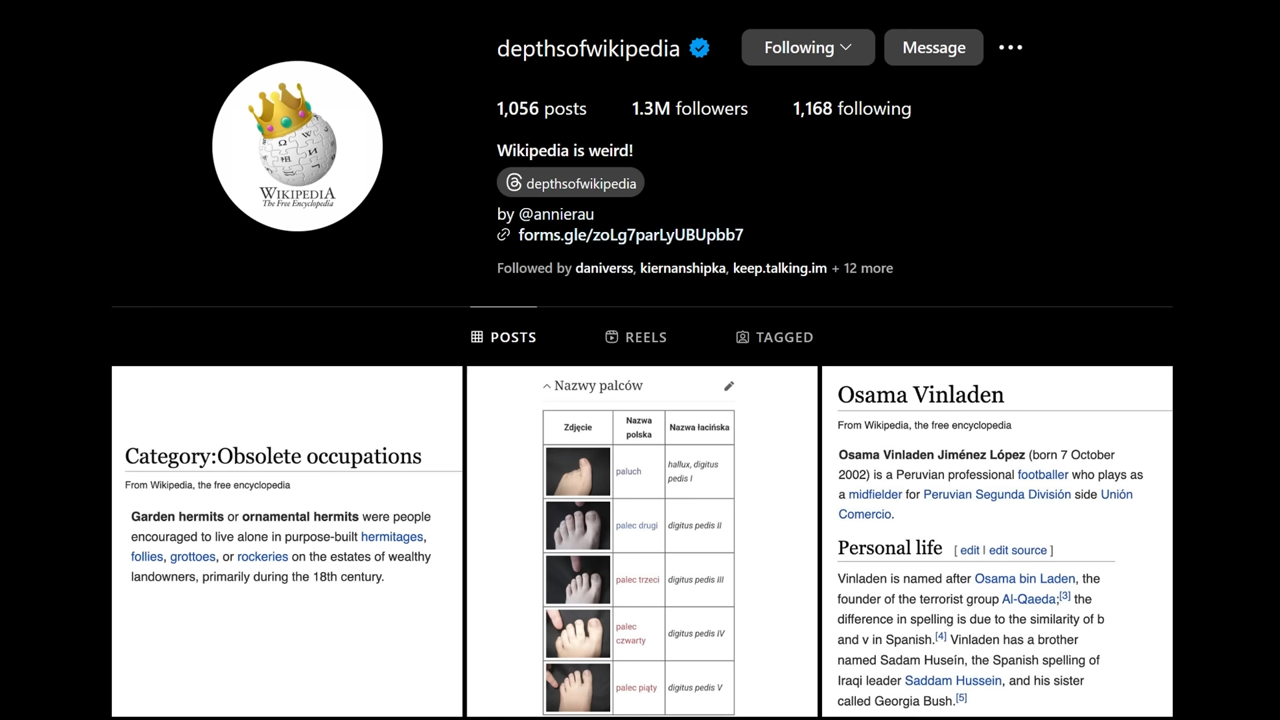 depthsofwikipedia
Following
Message
1,056 posts
1.3M followers
1,168 following
Wikipedia is weird!
depthsofwikipedia
by @annierau
forms.gle/zoLg7parLyUBUpbb7
Followed by daniverss, kiernanshipka, keep.talking.im + 12 more
WIKIPEDIA
The Free Encyclopedia
POSTS
REELS
TAGGED
Category:Obsolete occupations
From Wikipedia, the free encyclopedia
Garden hermits or ornamental hermits were people
encouraged to live alone in purpose-built hermitages,
follies, grottoes, or rockeries on the estates of wealthy
landowners, primarily during the 18th century.
Nazwy palców
Zdjęcie
Nazwa
polska
Nazwa łacińska
paluch
hallux, digitus
pedis I
palec drugi
digitus pedis II
palec trzeci
digitus pedis III
palec
czwarty
digitus pedis IV
palec piąty
digitus pedis V
Osama Vinladen
From Wikipedia, the free encyclopedia
Osama Vinladen Jiménez López (born 7 October
2002) is a Peruvian professional footballer who plays as
a midfielder for Peruvian Segunda División side Unión
Comercio.
Personal life [ edit | edit source ]
Vinladen is named after Osama bin Laden, the
founder of the terrorist group Al-Qaeda;[3] the
difference in spelling is due to the similarity of b
and v in Spanish.[4] Vinladen has a brother
named Sadam Huseín, the Spanish spelling of
Iraqi leader Saddam Hussein, and his sister
called Georgia Bush.[5]